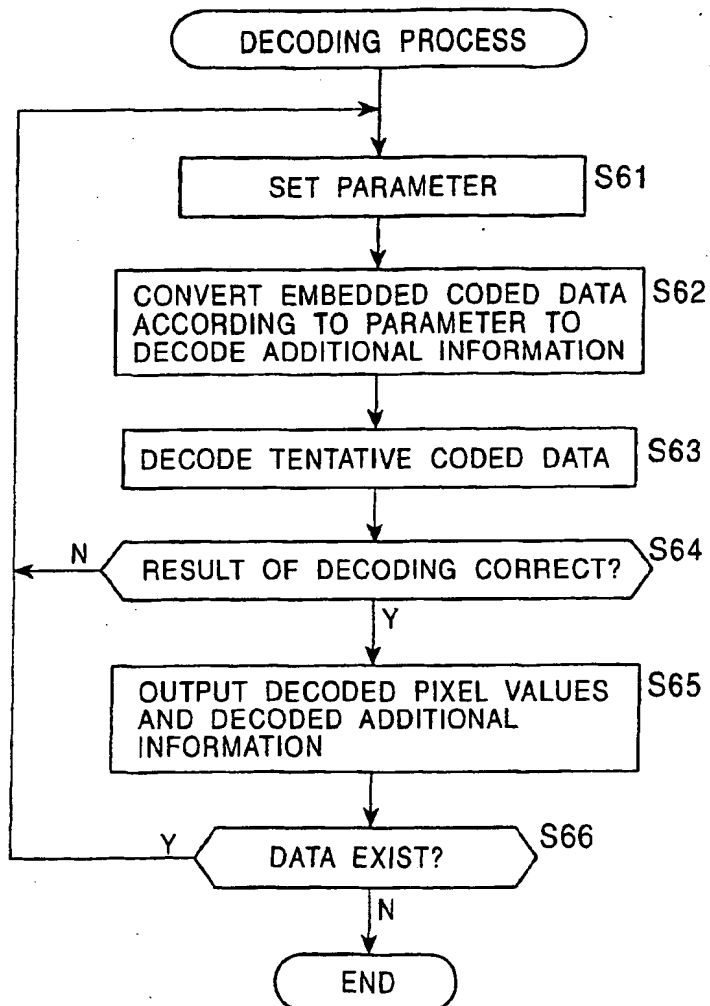 DECODING PROCESS
SET PARAMETER
S61
CONVERT EMBEDDED CODED DATA
ACCORDING TO PARAMETER TO
DECODE ADDITIONAL INFORMATION
S62
DECODE TENTATIVE CODED DATA
S63
N
RESULT OF DECODING CORRECT?
S64
Y
OUTPUT DECODED PIXEL VALUES
AND DECODED ADDITIONAL
INFORMATION
S65
Y
DATA EXIST?
S66
N
END